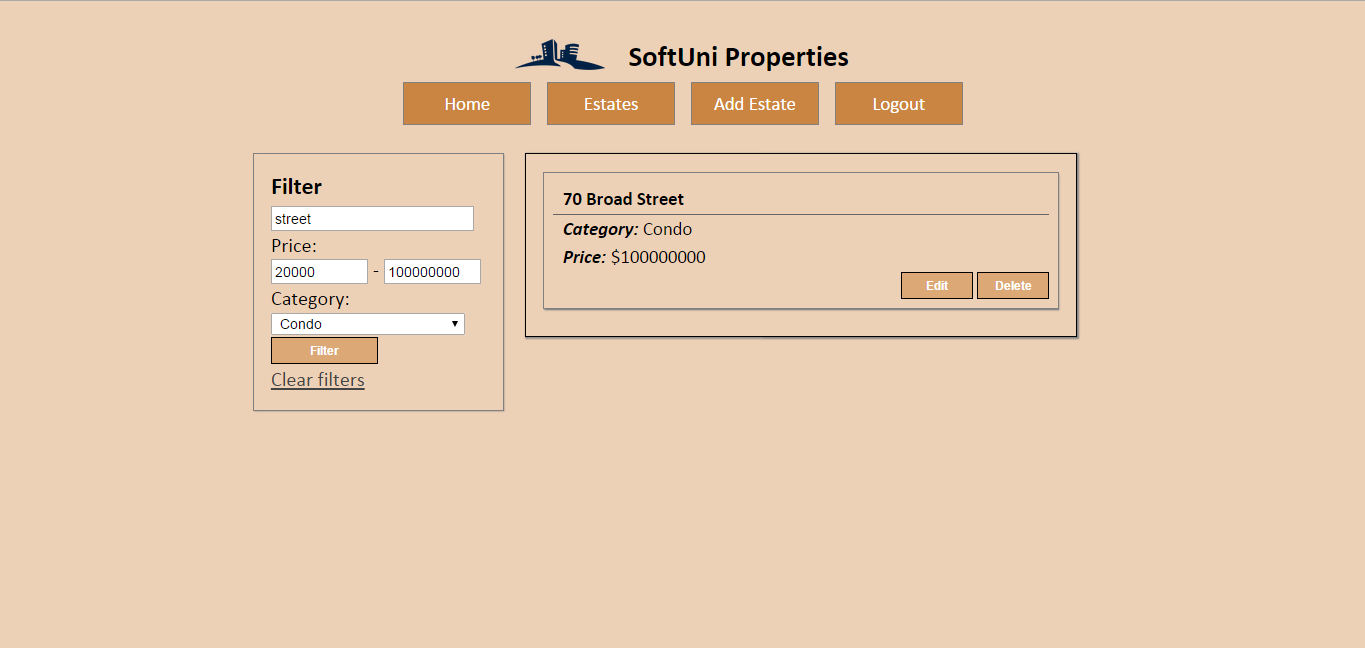 SoftUni Properties
Home Estates Add Estate Logout
Filter
street
Price:
20000 - 100000000
Category:
Condo
Filter
Clear filters
70 Broad Street
Category: Condo
Price: $100000000
Edit Delete